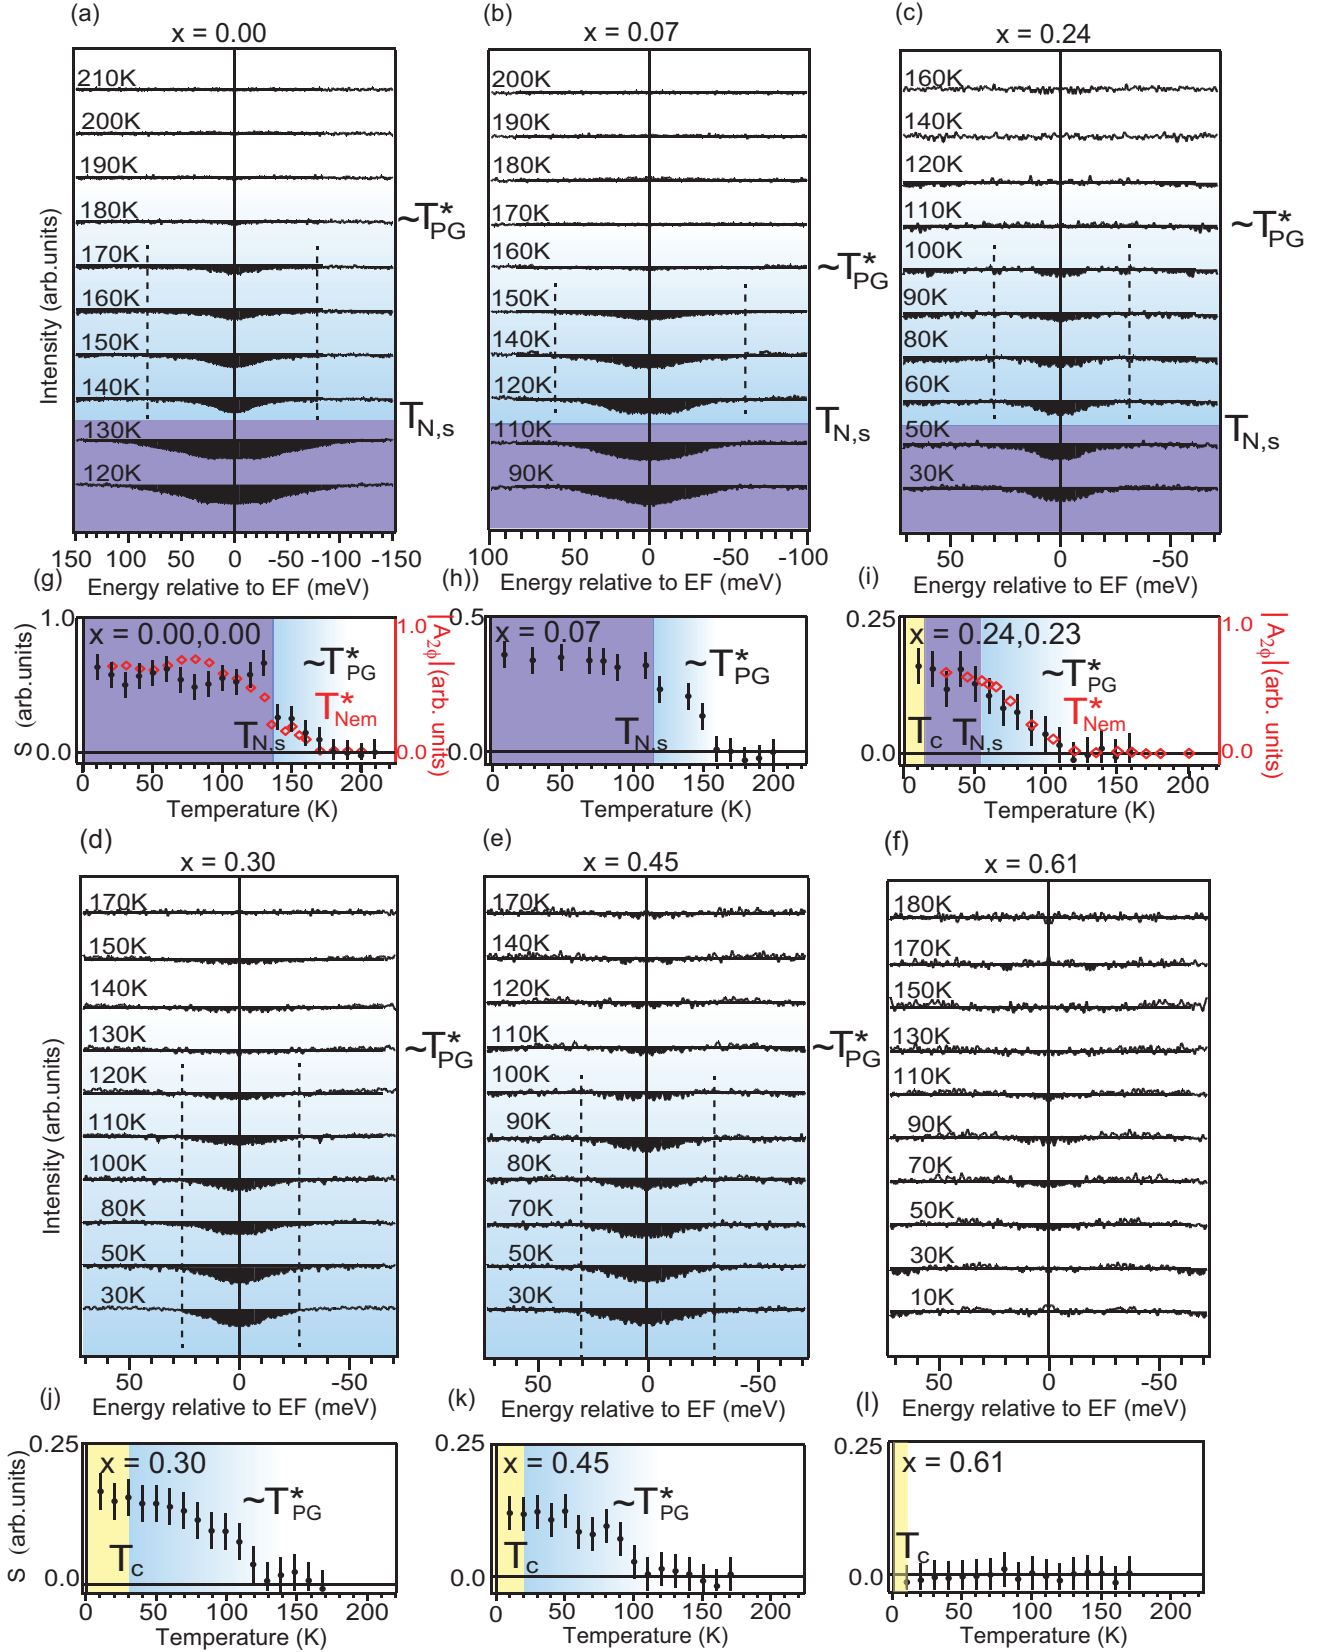 (a)
x = 0.00
210K
200K
190K
180K
170K
160K
150K
140K
130K
120K
~T*PG
TN,s
Intensity (arb.units)
150 100 50 0 -50 -100 -150
Energy relative to EF (meV)
(b)
x = 0.07
200K
190K
180K
170K
160K
150K
140K
120K
110K
90K
~T*PG
TN,s
100 50 0 -50 -100
Energy relative to EF (meV)
(c)
x = 0.24
160K
140K
120K
110K
100K
90K
80K
60K
50K
30K
~T*PG
TN,s
50 0 -50
Energy relative to EF (meV)
(g)
1.0
0.0
S (arb.units)
x = 0.00,0.00
~T*PG
T*Nem
TN,s
1.0
0.0
|A2ϕ|(arb. units)
0 50 100 150 200
Temperature (K)
(h))
0.5
0.0
x = 0.07
~T*PG
TN,s
0 50 100 150 200
Temperature (K)
(i)
0.25
0.0
x = 0.24,0.23
~T*PG
T*Nem
Tc
TN,s
1.0
0.0
|A2ϕ|(arb. units)
0 50 100 150 200
Temperature (K)
(d)
x = 0.30
170K
150K
140K
130K
120K
110K
100K
80K
50K
30K
~T*PG
Intensity (arb.units)
50 0 -50
Energy relative to EF (meV)
(e)
x = 0.45
170K
140K
120K
110K
100K
90K
80K
70K
50K
30K
~T*PG
50 0 -50
Energy relative to EF (meV)
(f)
x = 0.61
180K
170K
150K
130K
110K
90K
70K
50K
30K
10K
50 0 -50
Energy relative to EF (meV)
(j)
0.25
0.0
S (arb.units)
x = 0.30
~T*PG
Tc
0 50 100 150 200
Temperature (K)
(k)
0.25
0.0
x = 0.45
~T*PG
Tc
0 50 100 150 200
Temperature (K)
(l)
0.25
0.0
x = 0.61
Tc
0 50 100 150 200
Temperature (K)